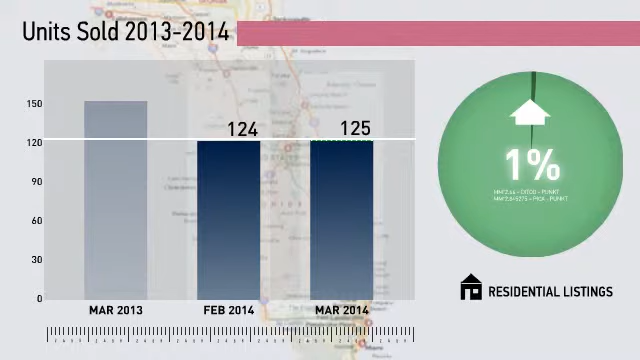 Units Sold 2013-2014
150
120
90
60
30
0
124
125
MAR 2013
FEB 2014
MAR 2014
1%
RESIDENTIAL LISTINGS